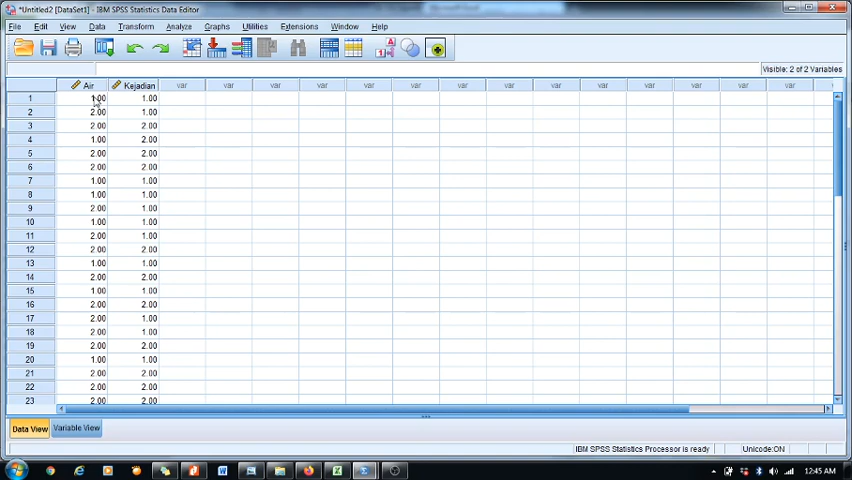 *Untitled2 [DataSet1] - IBM SPSS Statistics Data Editor
File Edit View Data Transform Analyze Graphs Utilities Extensions Window Help
Visible: 2 of 2 Variables
Air Kejadian var var var var var var var var var var var var var var
1 1.00 1.00
2 2.00 1.00
3 2.00 2.00
4 1.00 1.00
5 2.00 2.00
6 2.00 2.00
7 1.00 1.00
8 1.00 1.00
9 2.00 2.00
10 1.00 1.00
11 2.00 1.00
12 2.00 2.00
13 1.00 1.00
14 2.00 2.00
15 1.00 1.00
16 2.00 2.00
17 2.00 1.00
18 2.00 1.00
19 2.00 2.00
20 1.00 1.00
21 2.00 2.00
22 2.00 2.00
23 2.00 2.00
Data View Variable View
IBM SPSS Statistics Processor is ready Unicode:ON
12:45 AM